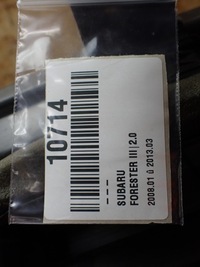 10714
---
SUBARU
FORESTER III | 2.0
2008.01 ü 2013.03